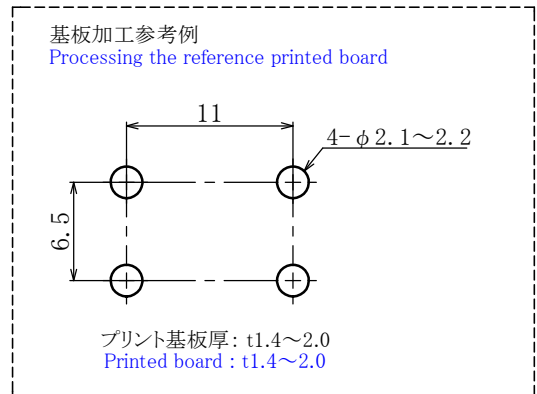 基板加工参考例
Processing the reference printed board
11
4-φ2.1～2.2
6.5
プリント基板厚: t1.4～2.0
Printed board : t1.4～2.0